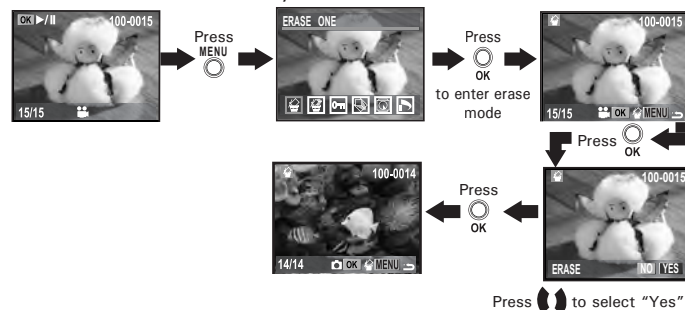 OK ▶/II 100-0015
15/15
Press
MENU
ERASE ONE
Press
OK
to enter erase
mode
100-0015
15/15 OK MENU
Press
OK
100-0015
ERASE NO YES
Press ( ) to select “Yes”
Press
OK
100-0014
14/14 OK MENU